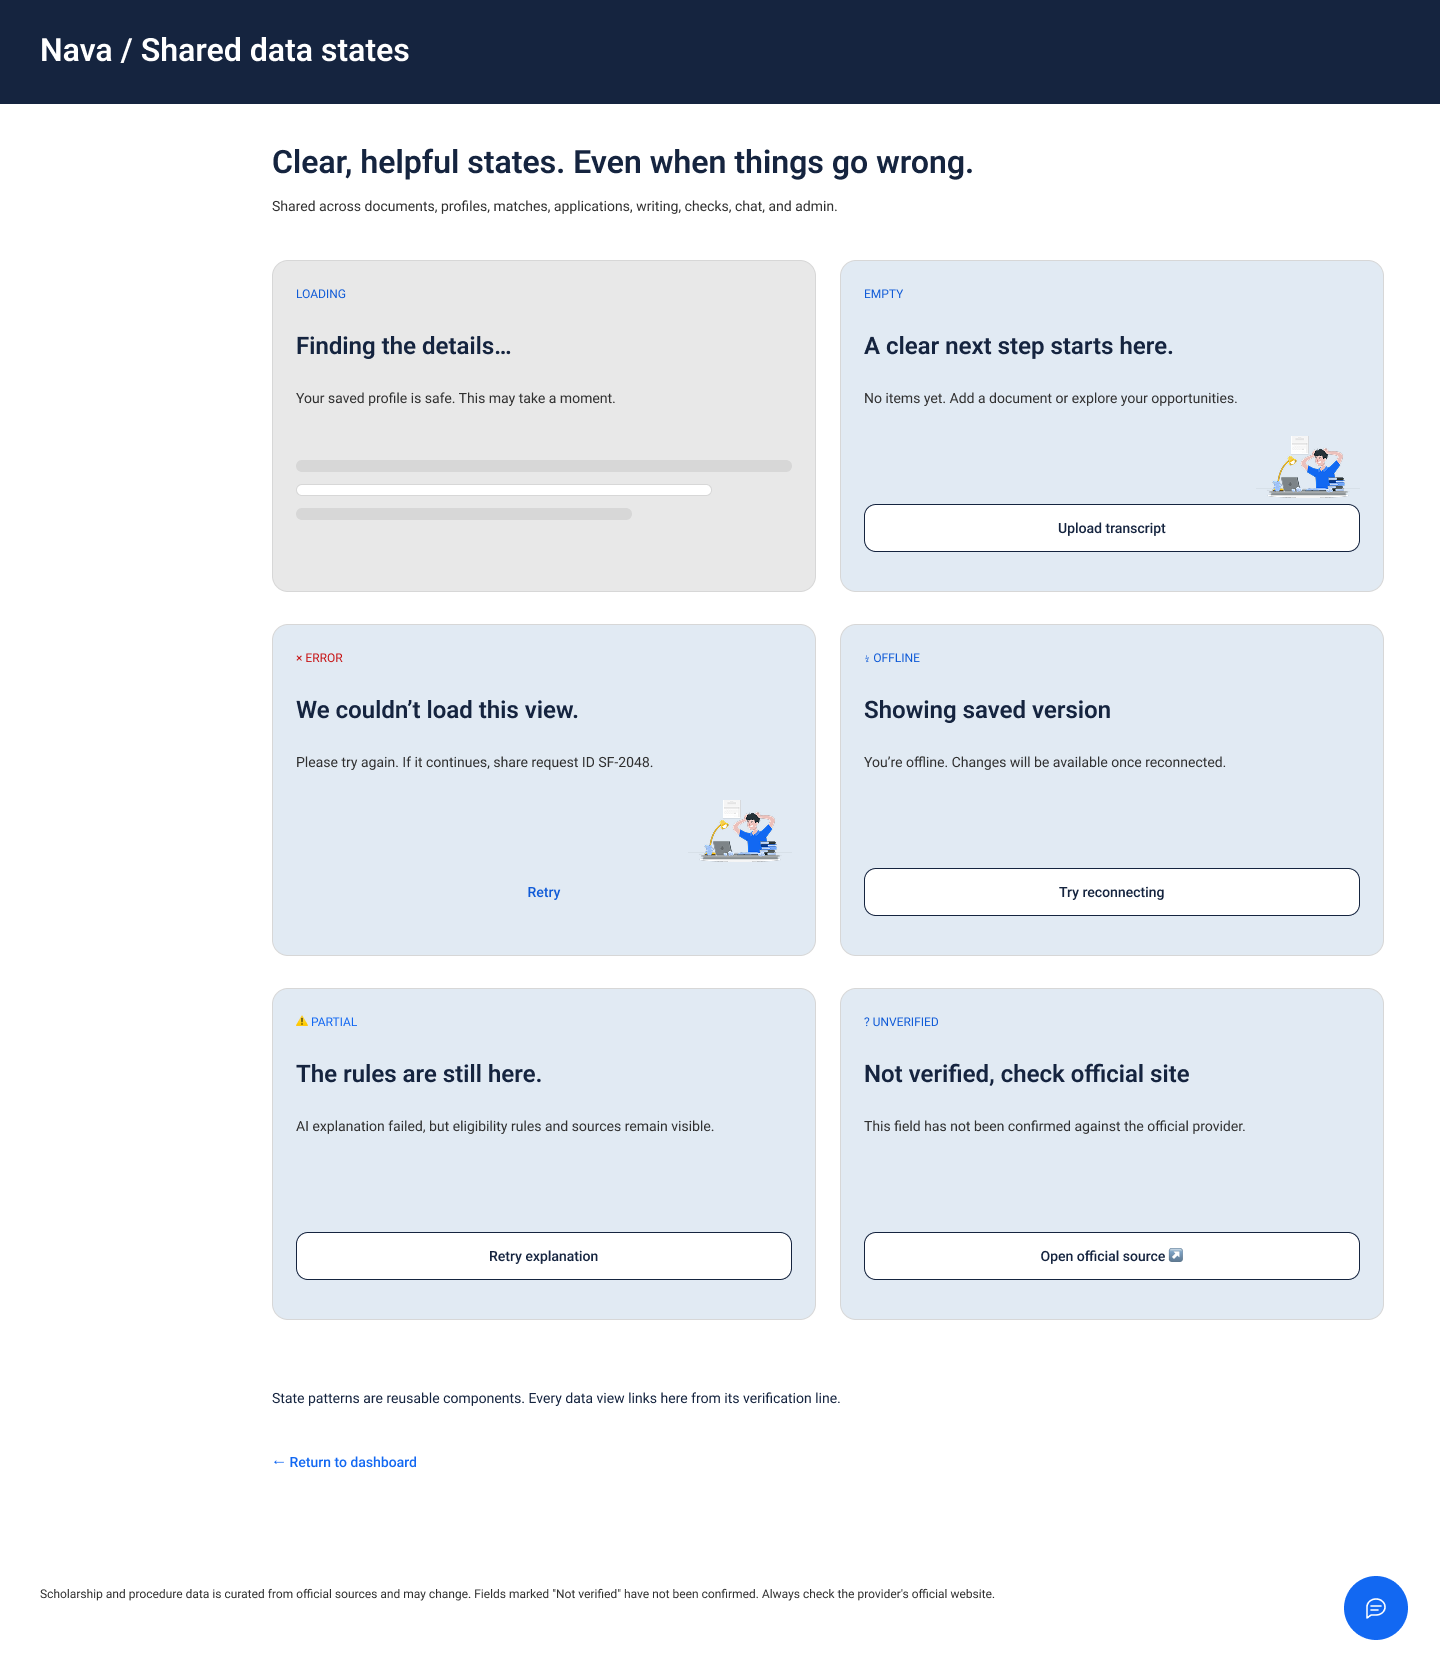 Nava / Shared data states
Clear, helpful states. Even when things go wrong.
Shared across documents, profiles, matches, applications, writing, checks, chat, and admin.
LOADING
Finding the details…
Your saved profile is safe. This may take a moment.
EMPTY
A clear next step starts here.
No items yet. Add a document or explore your opportunities.
Upload transcript
× ERROR
We couldn’t load this view.
Please try again. If it continues, share request ID SF-2048.
Retry
OFFLINE
Showing saved version
You’re offline. Changes will be available once reconnected.
Try reconnecting
⚠️ PARTIAL
The rules are still here.
AI explanation failed, but eligibility rules and sources remain visible.
Retry explanation
? UNVERIFIED
Not verified, check official site
This field has not been confirmed against the official provider.
Open official source ↗️
State patterns are reusable components. Every data view links here from its verification line.
← Return to dashboard
Scholarship and procedure data is curated from official sources and may change. Fields marked "Not verified" have not been confirmed. Always check the provider's official website.